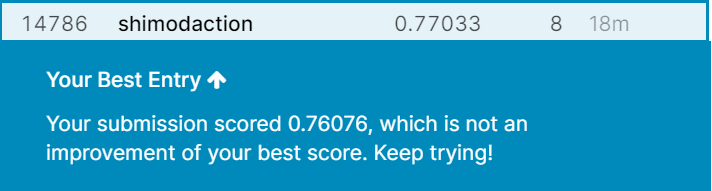 14786 shimodaction 0.77033 8 18m
Your Best Entry ↑
Your submission scored 0.76076, which is not an
improvement of your best score. Keep trying!